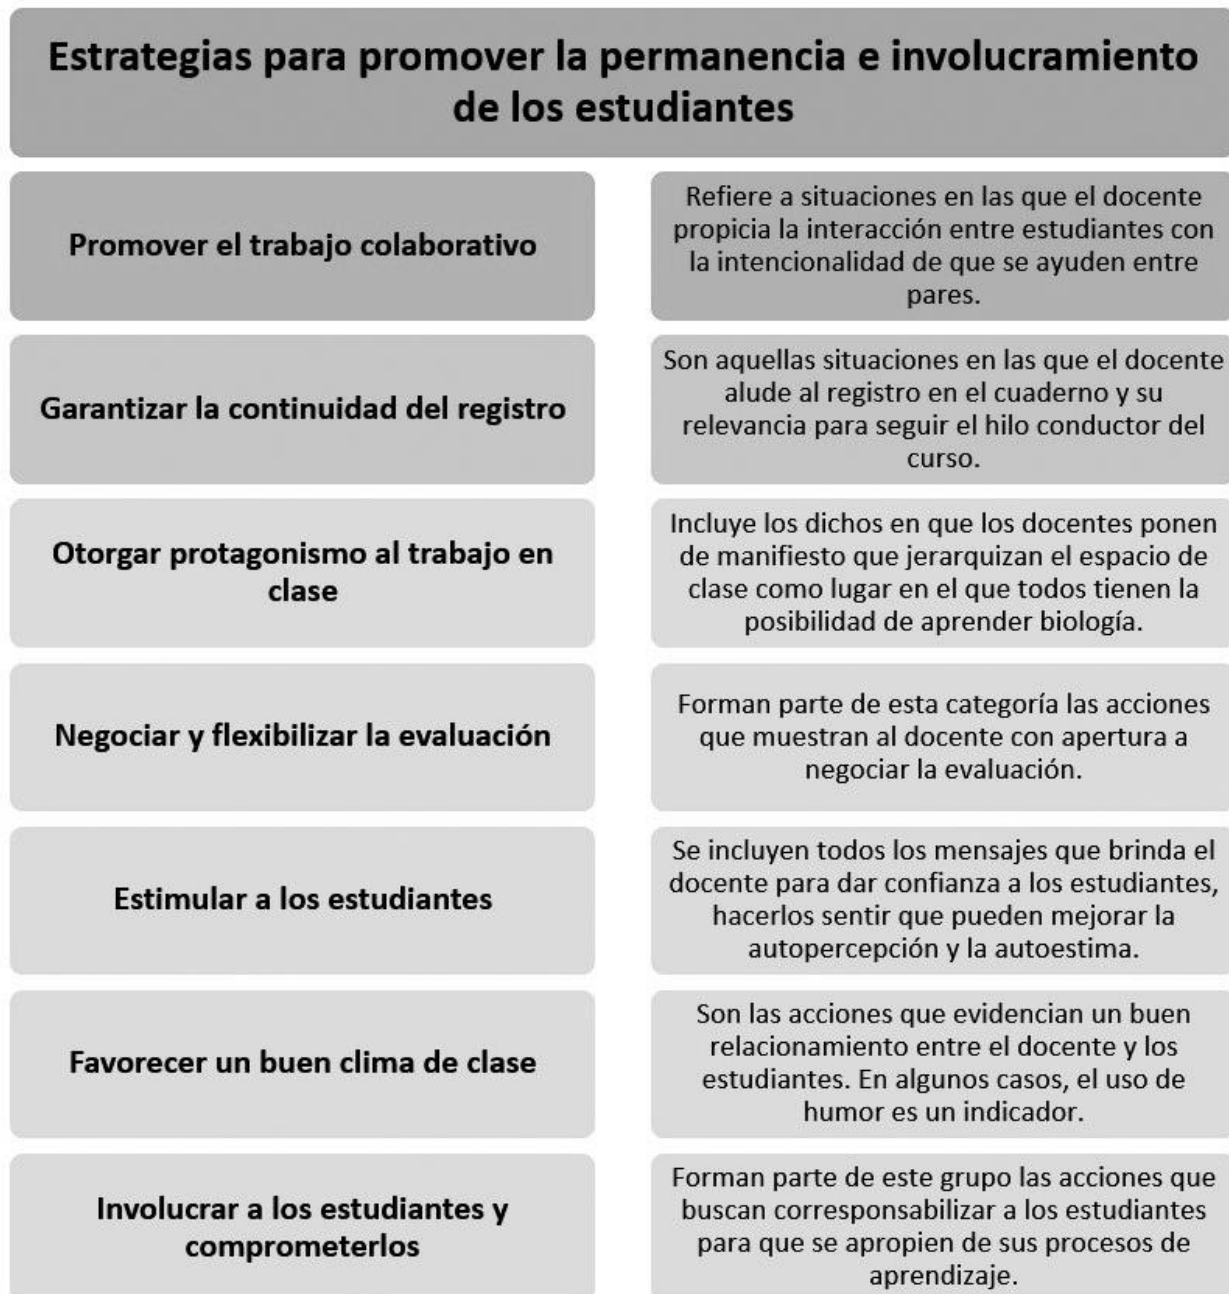 Estrategias para promover la permanencia e involucramiento
de los estudiantes
Promover el trabajo colaborativo
Refiere a situaciones en las que el docente
propicia la interacción entre estudiantes con
la intencionalidad de que se ayuden entre
pares.
Garantizar la continuidad del registro
Son aquellas situaciones en las que el docente
alude al registro en el cuaderno y su
relevancia para seguir el hilo conductor del
curso.
Otorgar protagonismo al trabajo en
clase
Incluye los dichos en que los docentes ponen
de manifiesto que jerarquizan el espacio de
clase como lugar en el que todos tienen la
posibilidad de aprender biología.
Negociar y flexibilizar la evaluación
Forman parte de esta categoría las acciones
que muestran al docente con apertura a
negociar la evaluación.
Estimular a los estudiantes
Se incluyen todos los mensajes que brinda el
docente para dar confianza a los estudiantes,
hacerlos sentir que pueden mejorar la
autopercepción y la autoestima.
Favorecer un buen clima de clase
Son las acciones que evidencian un buen
relacionamiento entre el docente y los
estudiantes. En algunos casos, el uso de
humor es un indicador.
Involucrar a los estudiantes y
comprometerlos
Forman parte de este grupo las acciones que
buscan corresponsabilizar a los estudiantes
para que se apropien de sus procesos de
aprendizaje.